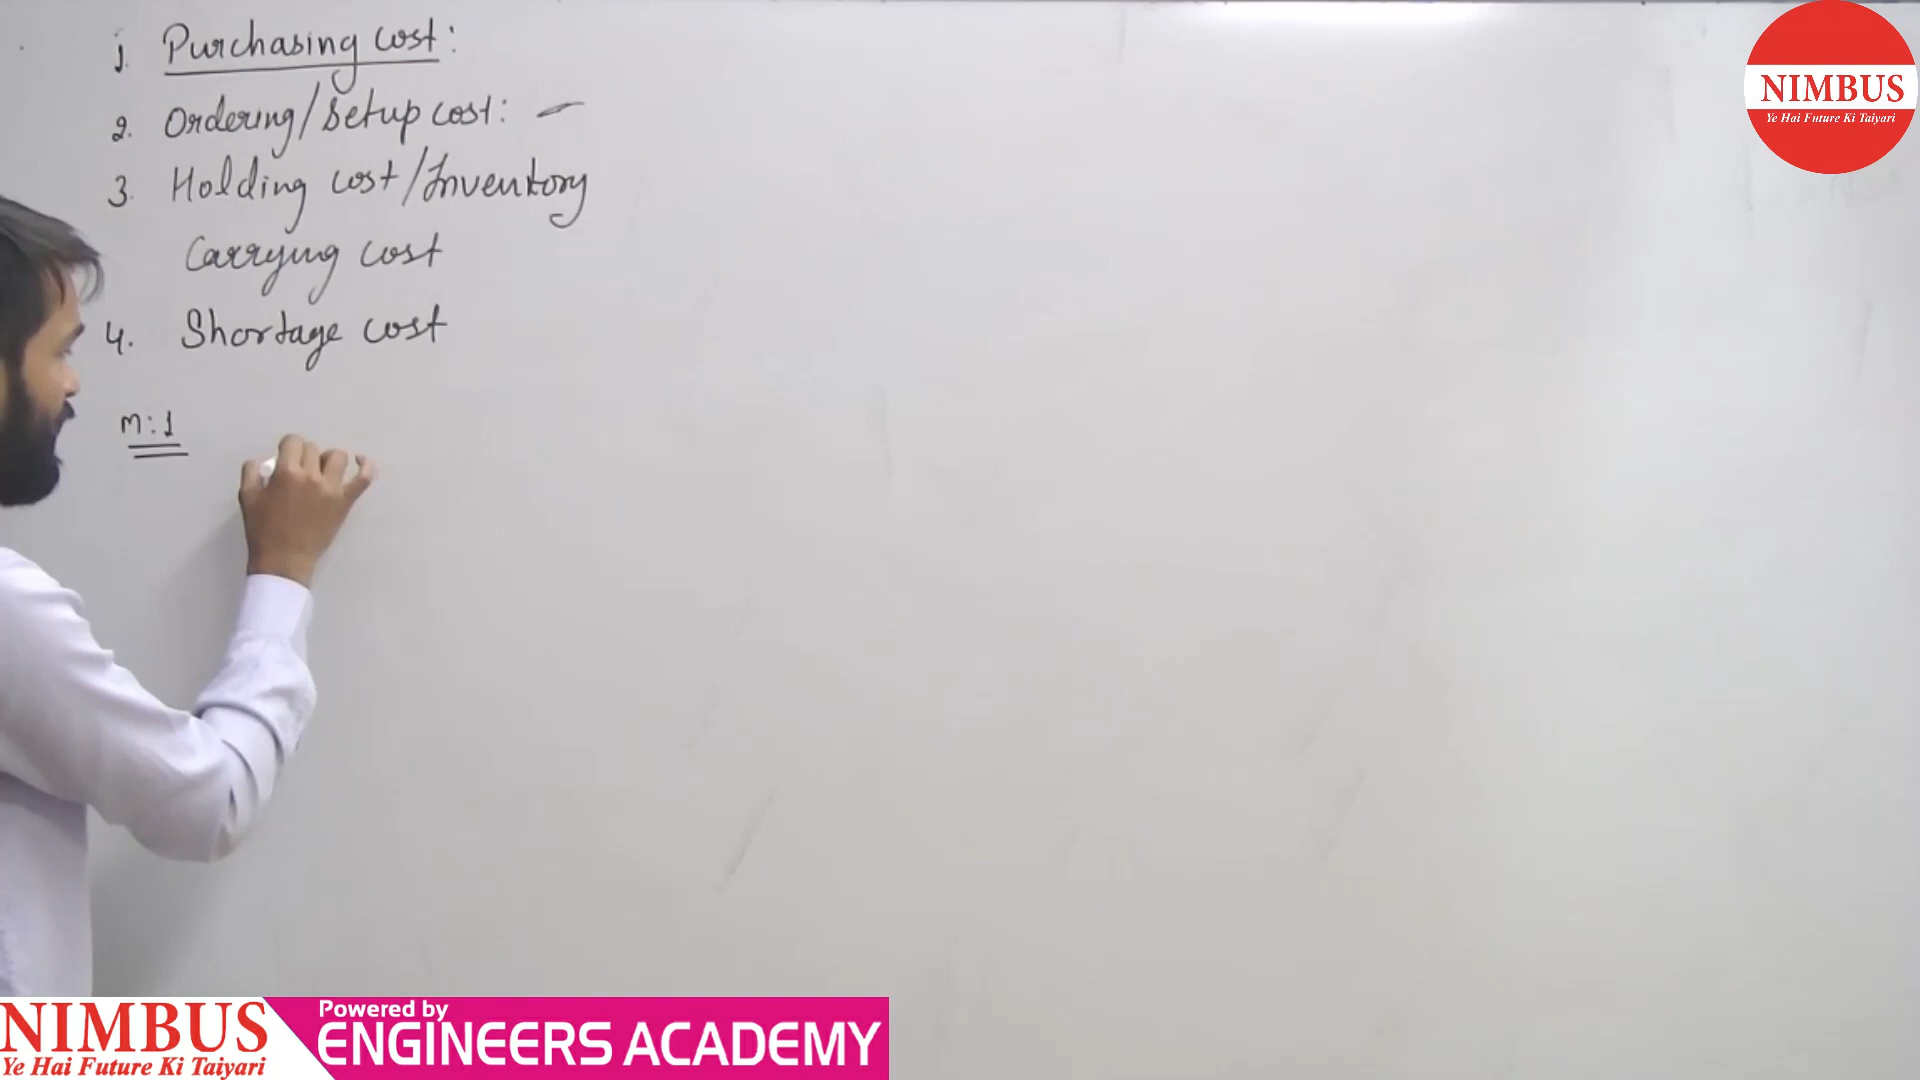 1. Purchasing cost:
2. Ordering/Setup cost: -
3. Holding cost/Inventory
Carrying cost
4. Shortage cost
M:1
NIMBUS
Ye Hai Future Ki Taiyari
NIMBUS
Ye Hai Future Ki Taiyari
Powered by
ENGINEERS ACADEMY